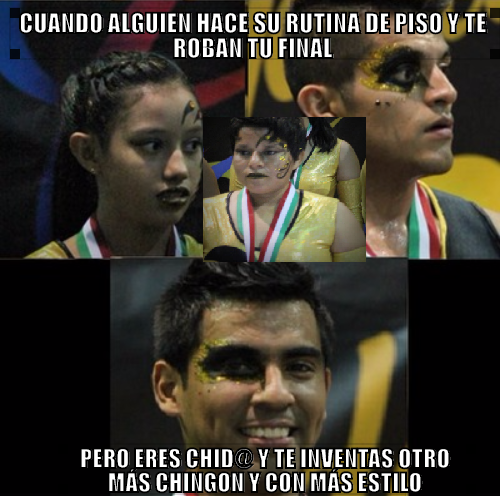 CUANDO ALGUIEN HACE SU RUTINA DE PISO Y TE
ROBAN TU FINAL
PERO ERES CHID@ Y TE INVENTAS OTRO
MÁS CHINGON Y CON MÁS ESTILO